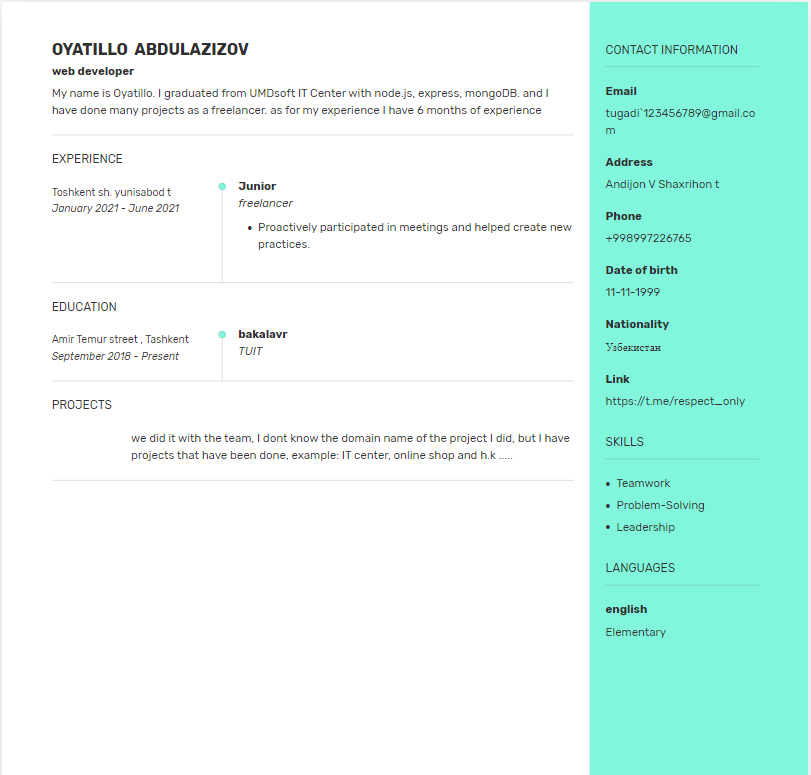 OYATILLO ABDULAZIZOV
web developer
My name is Oyatillo. I graduated from UMDsoft IT Center with node.js, express, mongoDB. and I
have done many projects as a freelancer. as for my experience I have 6 months of experience
EXPERIENCE
Toshkent sh. yunisabod t
January 2021 - June 2021
Junior
freelancer
• Proactively participated in meetings and helped create new
practices.
EDUCATION
Amir Temur street , Tashkent
September 2018 - Present
bakalavr
TUIT
PROJECTS
we did it with the team, I dont know the domain name of the project I did, but I have
projects that have been done, example: IT center, online shop and h.k .....
CONTACT INFORMATION
Email
tugadi`123456789@gmail.co
m
Address
Andijon V Shaxrihon t
Phone
+998997226765
Date of birth
11-11-1999
Nationality
Узбекистан
Link
https://t.me/respect_only
SKILLS
• Teamwork
• Problem-Solving
• Leadership
LANGUAGES
english
Elementary